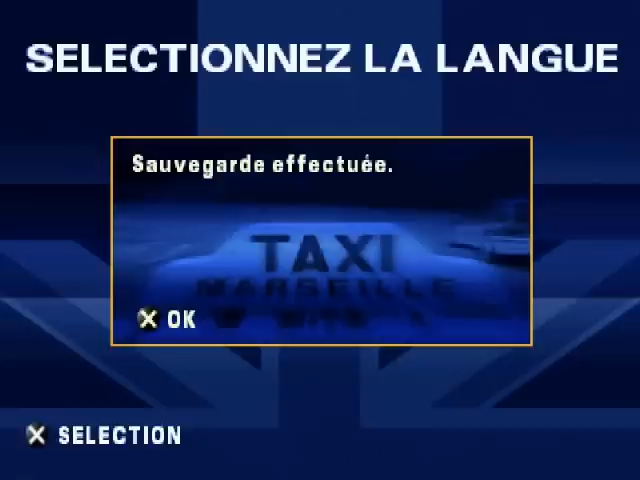 SELECTIONNEZ LA LANGUE
Sauvegarde effectuée.
TAXI
MARSEILLE
OK
SELECTION